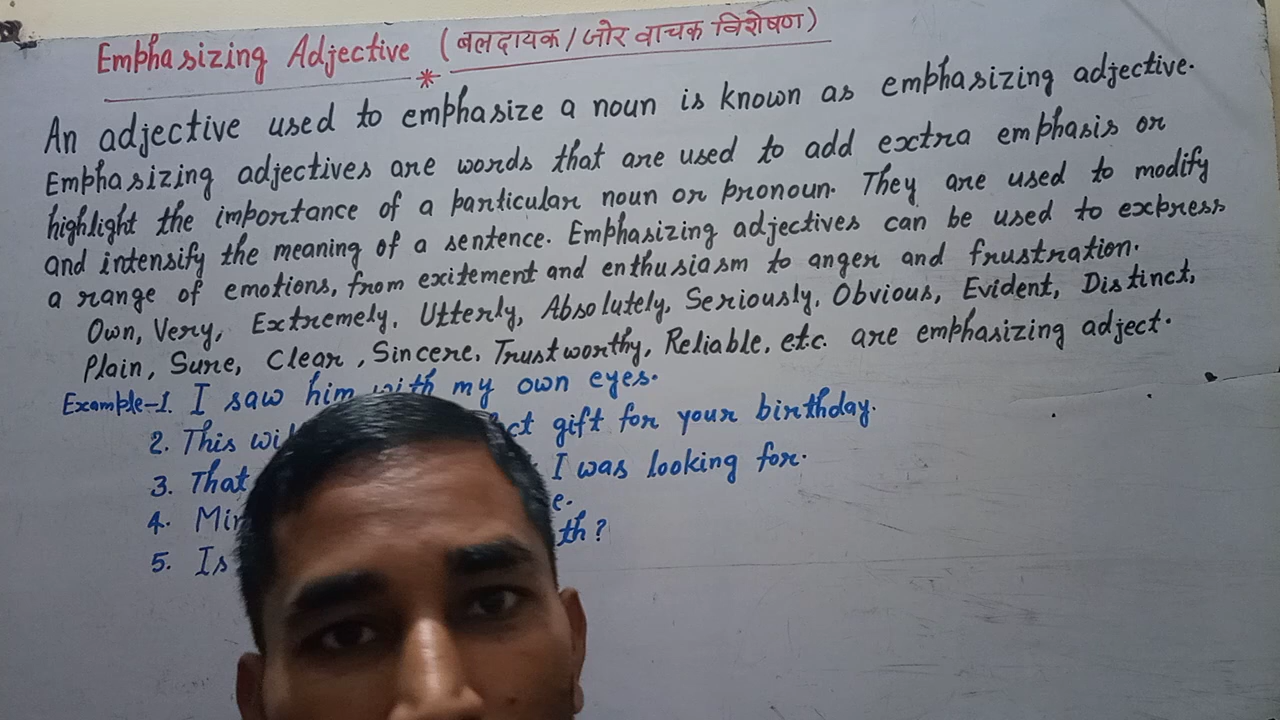 Emphasizing Adjective (बलदायक / जोर वाचक विशेषण)
*
An adjective used to emphasize a noun is known as emphasizing adjective.
Emphasizing adjectives are words that are used to add extra emphasis or
highlight the importance of a particular noun or pronoun. They are used to modify
and intensify the meaning of a sentence. Emphasizing adjectives can be used to express
a range of emotions, from excitement and enthusiasm to anger and frustration.
Own, Very, Extremely, Utterly, Absolutely, Seriously, Obvious, Evident, Distinct,
Plain, Sure, Clear, Sincere, Trustworthy, Reliable, etc. are emphasizing adject.
Example-1. I saw him with my own eyes.
2. This gift for your birthday.
3. That I was looking for.
4.
5. Is